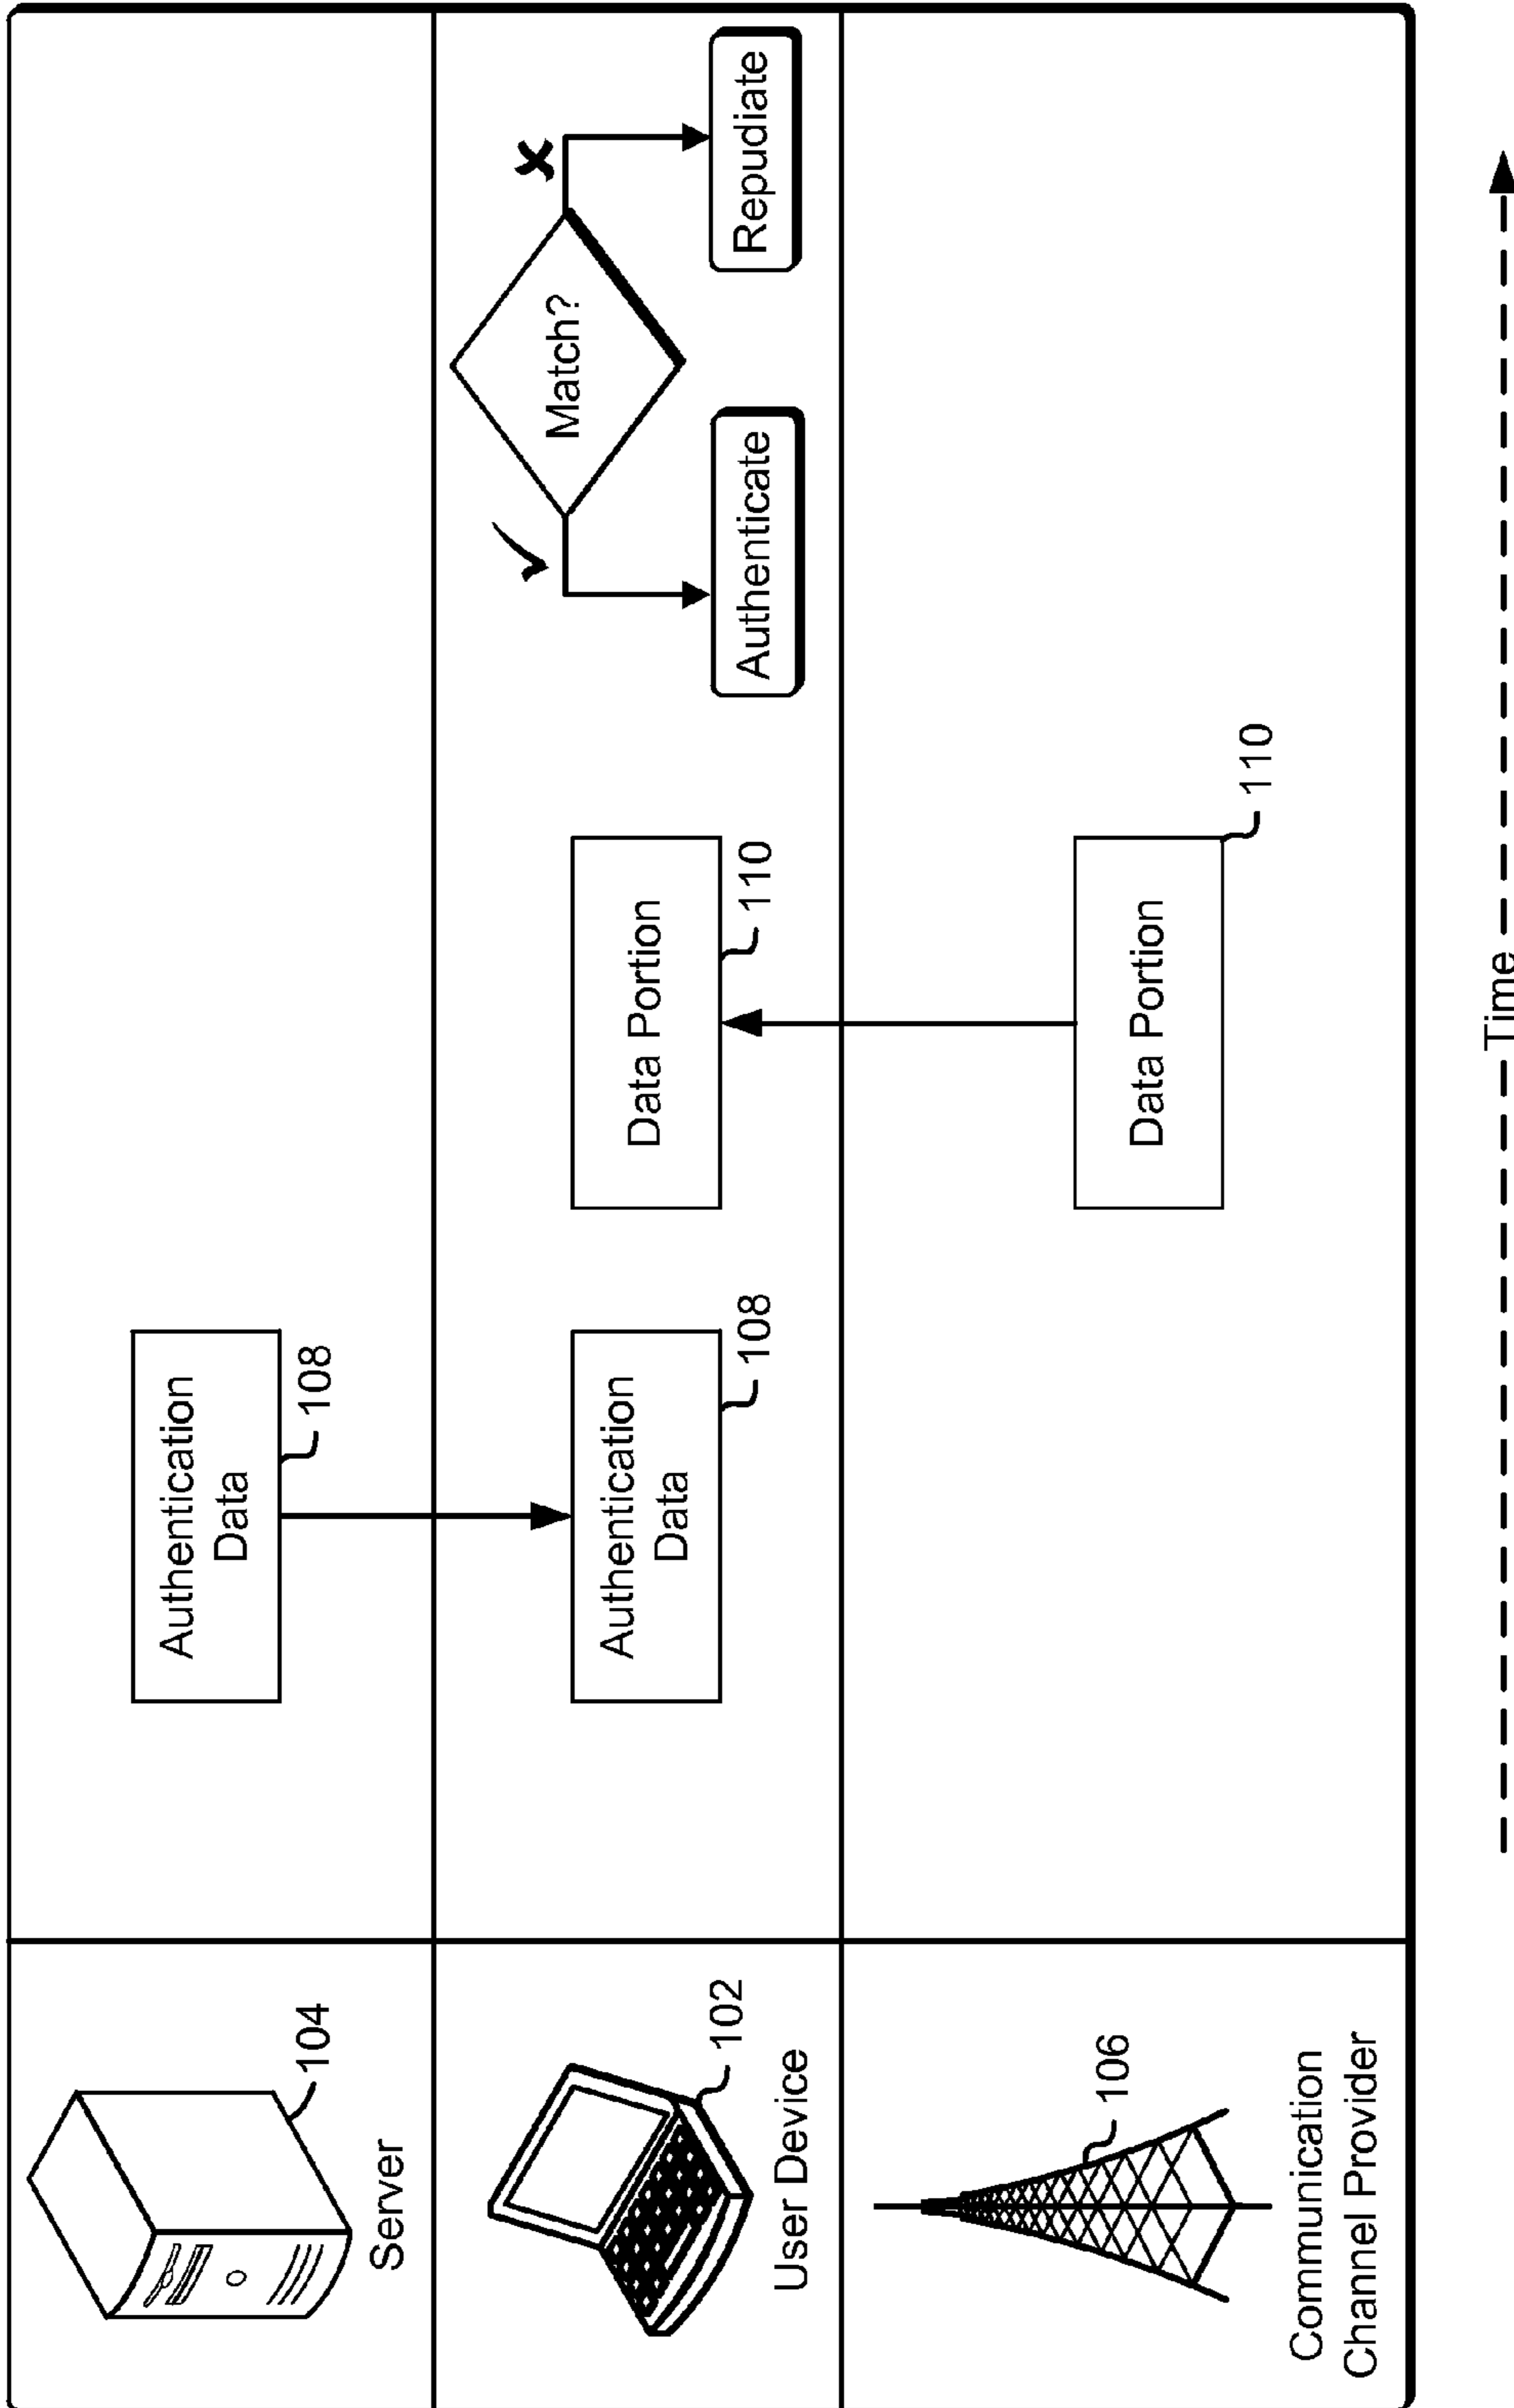 104
Server
Authentication
Data
108
102
User Device
Authentication
Data
108
Data Portion
110
Match?
Authenticate
Repudiate
106
Communication
Channel Provider
Data Portion
110
Time